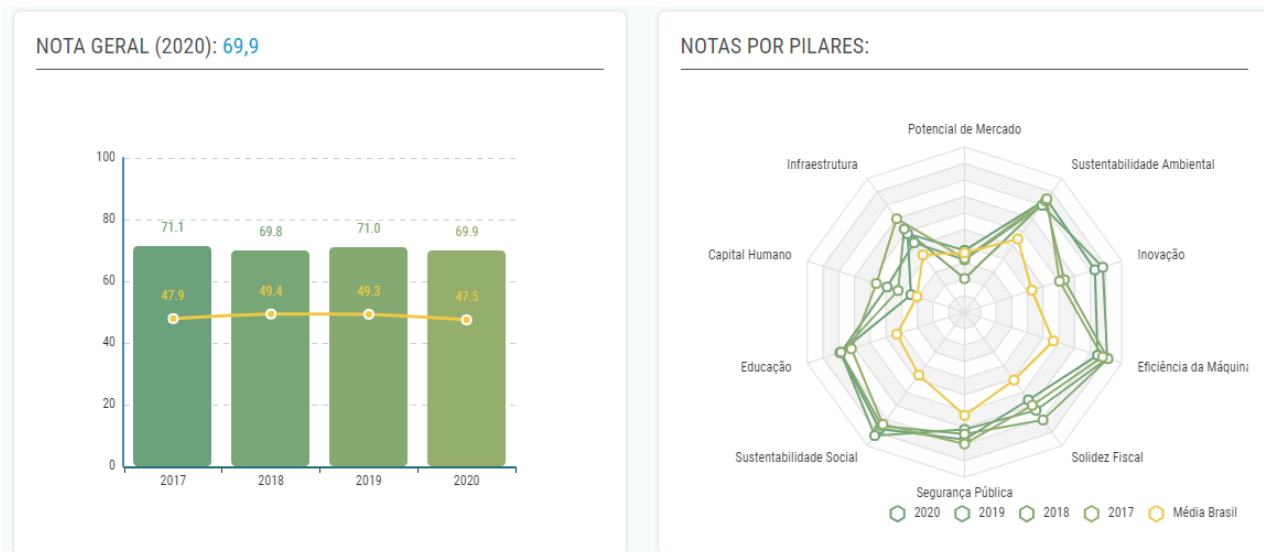 NOTA GERAL (2020): 69,9
100
80
60
40
20
0
71.1
69.8
71.0
69.9
47.9
49.4
49.3
47.5
2017
2018
2019
2020
NOTAS POR PILARES:
Potencial de Mercado
Infraestrutura
Sustentabilidade Ambiental
Capital Humano
Inovação
Educação
Eficiência da Máquina
Sustentabilidade Social
Solidez Fiscal
Segurança Pública
2020
2019
2018
2017
Média Brasil